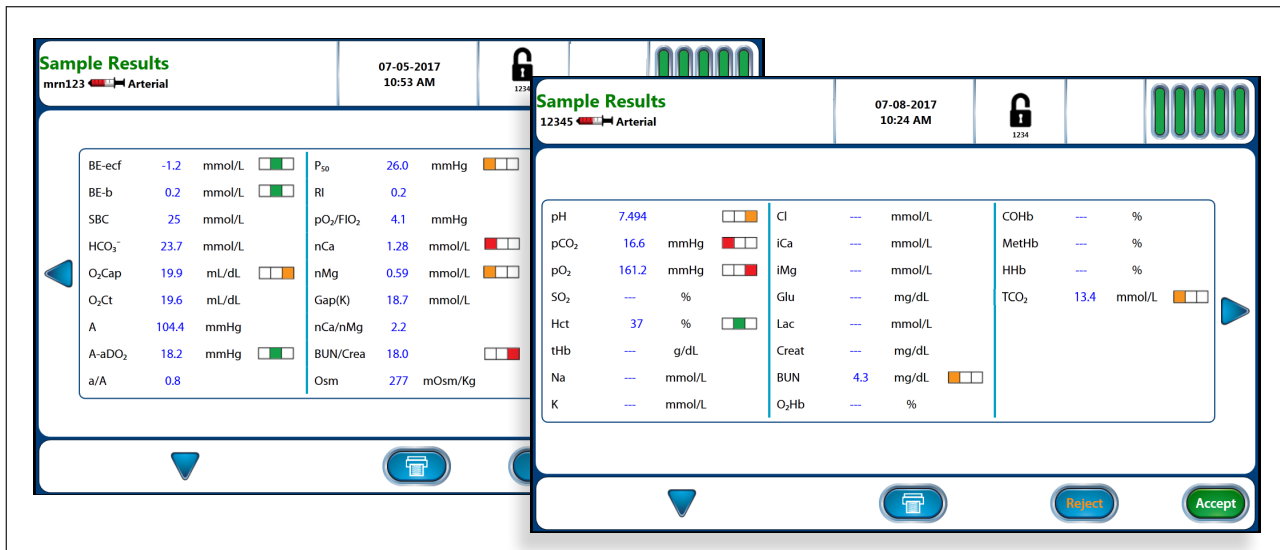 Sample Results
mrn123 Arterial
07-05-2017
10:53 AM
1234
BE-ecf -1.2 mmol/L P₅₀ 26.0 mmHg
BE-b 0.2 mmol/L RI 0.2
SBC 25 mmol/L pO₂/FIO₂ 4.1 mmHg
HCO₃⁻ 23.7 mmol/L nCa 1.28 mmol/L
O₂Cap 19.9 mL/dL nMg 0.59 mmol/L
O₂Ct 19.6 mL/dL Gap(K) 18.7 mmol/L
A 104.4 mmHg nCa/nMg 2.2
A-aDO₂ 18.2 mmHg BUN/Crea 18.0
a/A 0.8 Osm 277 mOsm/Kg
Sample Results
12345 Arterial
07-08-2017
10:24 AM
1234
pH 7.494 Cl --- mmol/L COHb --- %
pCO₂ 16.6 mmHg iCa --- mmol/L MetHb --- %
pO₂ 161.2 mmHg iMg --- mmol/L HHb --- %
SO₂ --- % Glu --- mg/dL TCO₂ 13.4 mmol/L
Hct 37 % Lac --- mmol/L
tHb --- g/dL Creat --- mg/dL
Na --- mmol/L BUN 4.3 mg/dL
K --- mmol/L O₂Hb --- %
Reject Accept